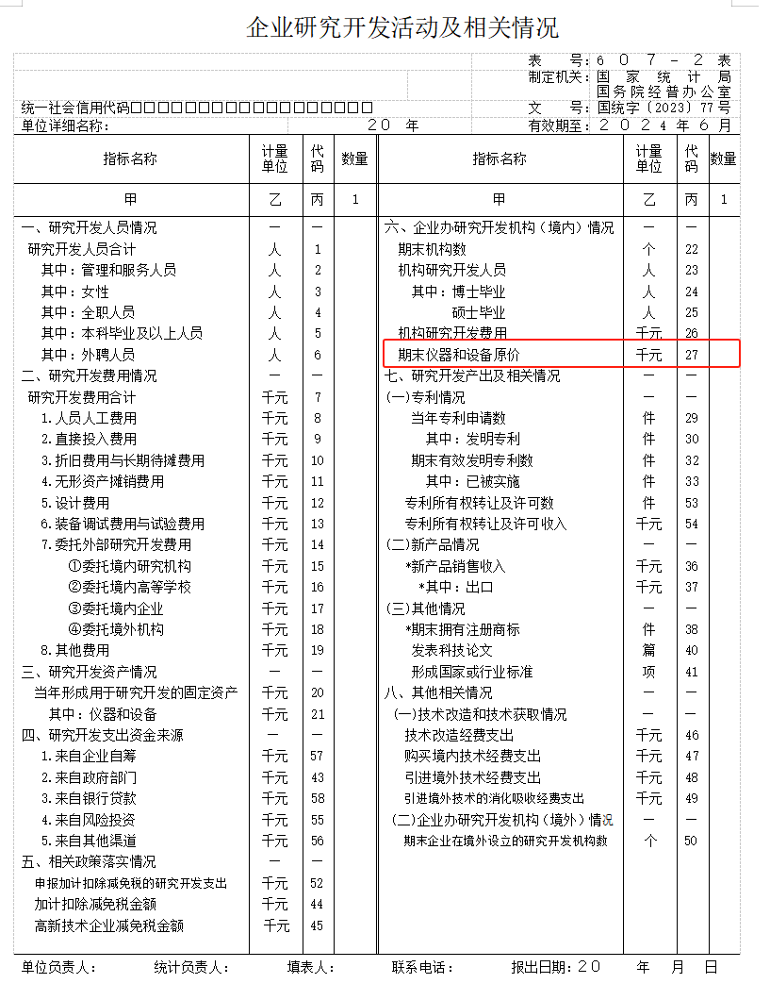 企业研究开发活动及相关情况
表 号:６０７－２表
制定机关:国家统计局
国务院经普办公室
统一社会信用代码□□□□□□□□□□□□□□□□□□ 文 号:国统字〔2023〕77号
单位详细名称: 20 年 有效期至:２０２４年６月
指标名称 计量单位 代码 数量 指标名称 计量单位 代码 数量
甲 乙 丙 1 甲 乙 丙 1
一、研究开发人员情况 — — 六、企业办研究开发机构(境内)情况 — —
研究开发人员合计 人 1 期末机构数 个 22
其中:管理和服务人员 人 2 机构研究开发人员 人 23
其中:女性 人 3 其中:博士毕业 人 24
其中:全职人员 人 4 硕士毕业 人 25
其中:本科毕业及以上人员 人 5 机构研究开发费用 千元 26
其中:外聘人员 人 6 期末仪器和设备原价 千元 27
二、研究开发费用情况 — — 七、研究开发产出及相关情况 — —
研究开发费用合计 千元 7 (一)专利情况 — —
1.人员人工费用 千元 8 当年专利申请数 件 29
2.直接投入费用 千元 9 其中:发明专利 件 30
3.折旧费用与长期待摊费用 千元 10 期末有效发明专利数 件 32
4.无形资产摊销费用 千元 11 其中:已被实施 件 33
5.设计费用 千元 12 专利所有权转让及许可数 件 53
6.装备调试费用与试验费用 千元 13 专利所有权转让及许可收入 千元 54
7.委托外部研究开发费用 千元 14 (二)新产品情况 — —
①委托境内研究机构 千元 15 *新产品销售收入 千元 36
②委托境内高等学校 千元 16 *其中:出口 千元 37
③委托境内企业 千元 17 (三)其他情况 — —
④委托境外机构 千元 18 *期末拥有注册商标 件 38
8.其他费用 千元 19 发表科技论文 篇 40
三、研究开发资产情况 — — 形成国家或行业标准 项 41
当年形成用于研究开发的固定资产 千元 20 八、其他相关情况 — —
其中:仪器和设备 千元 21 (一)技术改造和技术获取情况 — —
四、研究开发支出资金来源 — — 技术改造经费支出 千元 46
1.来自企业自筹 千元 57 购买境内技术经费支出 千元 47
2.来自政府部门 千元 43 引进境外技术经费支出 千元 48
3.来自银行贷款 千元 58 引进境外技术的消化吸收经费支出 千元 49
4.来自风险投资 千元 55 (二)企业办研究开发机构(境外)情况 — —
5.来自其他渠道 千元 56 期末企业在境外设立的研究开发机构数 个 50
五、相关政策落实情况 — —
申报加计扣除减免税的研究开发支出 千元 52
加计扣除减免税金额 千元 44
高新技术企业减免税金额 千元 45
单位负责人: 统计负责人: 填表人: 联系电话: 报出日期:20 年 月 日